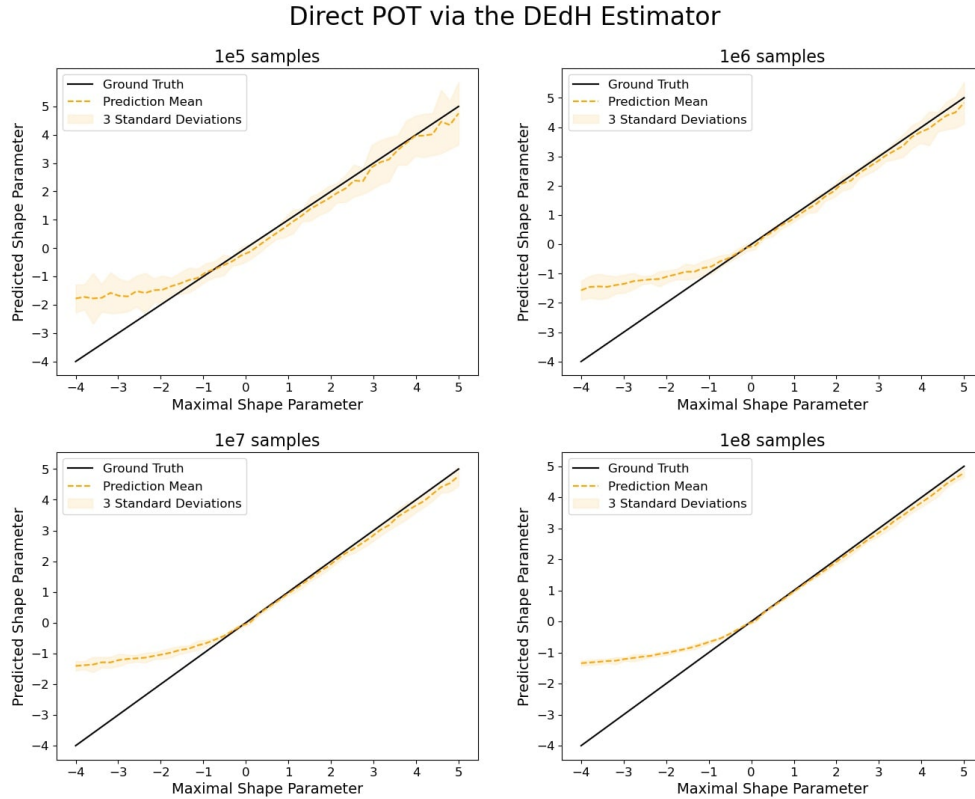 Direct POT via the DEdH Estimator
1e5 samples
Ground Truth
Prediction Mean
3 Standard Deviations
Predicted Shape Parameter
5
4
3
2
1
0
−1
−2
−3
−4
−4 −3 −2 −1 0 1 2 3 4 5
Maximal Shape Parameter
1e6 samples
Ground Truth
Prediction Mean
3 Standard Deviations
Predicted Shape Parameter
5
4
3
2
1
0
−1
−2
−3
−4
−4 −3 −2 −1 0 1 2 3 4 5
Maximal Shape Parameter
1e7 samples
Ground Truth
Prediction Mean
3 Standard Deviations
Predicted Shape Parameter
5
4
3
2
1
0
−1
−2
−3
−4
−4 −3 −2 −1 0 1 2 3 4 5
Maximal Shape Parameter
1e8 samples
Ground Truth
Prediction Mean
3 Standard Deviations
Predicted Shape Parameter
5
4
3
2
1
0
−1
−2
−3
−4
−4 −3 −2 −1 0 1 2 3 4 5
Maximal Shape Parameter